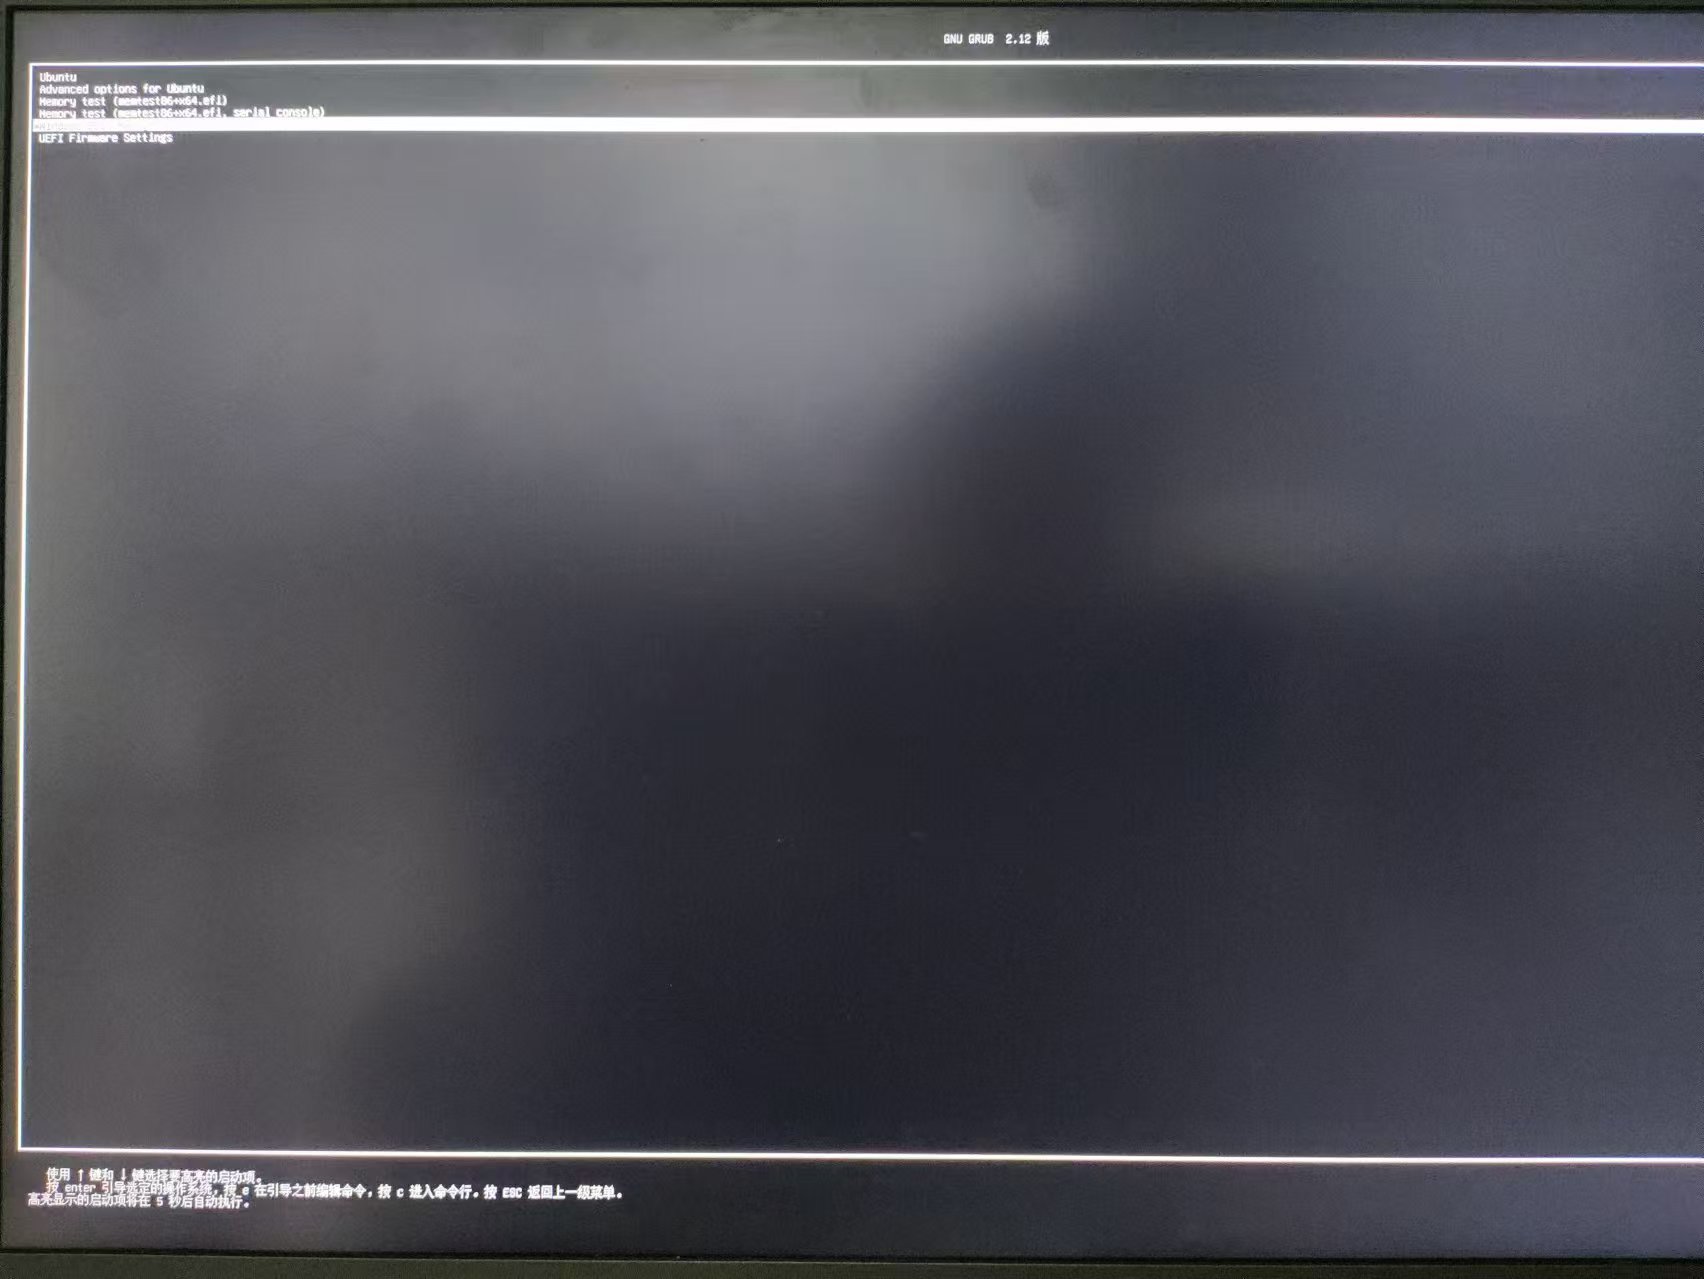 GNU GRUB 2.12 版
Ubuntu
Advanced options for Ubuntu
Memory test (memtest86+x64.efi)
Memory test (memtest86+x64.efi, serial console)
UEFI Firmware Settings
使用 ↑ 键和 ↓ 键选择要高亮的启动项。
按 enter 引导选定的操作系统，按 e 在引导之前编辑命令，按 c 进入命令行。按 ESC 返回上一级菜单。
高亮显示的启动项将在 5 秒后自动执行。